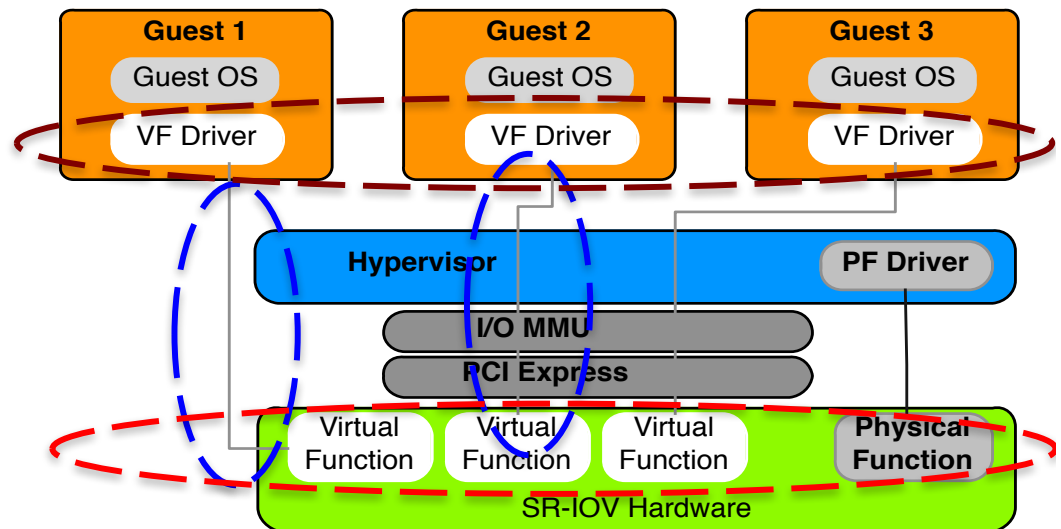 Guest 1
Guest 2
Guest 3
Guest OS
Guest OS
Guest OS
VF Driver
VF Driver
VF Driver
Hypervisor
PF Driver
I/O MMU
PCI Express
Virtual
Function
Virtual
Function
Virtual
Function
Physical
Function
SR-IOV Hardware